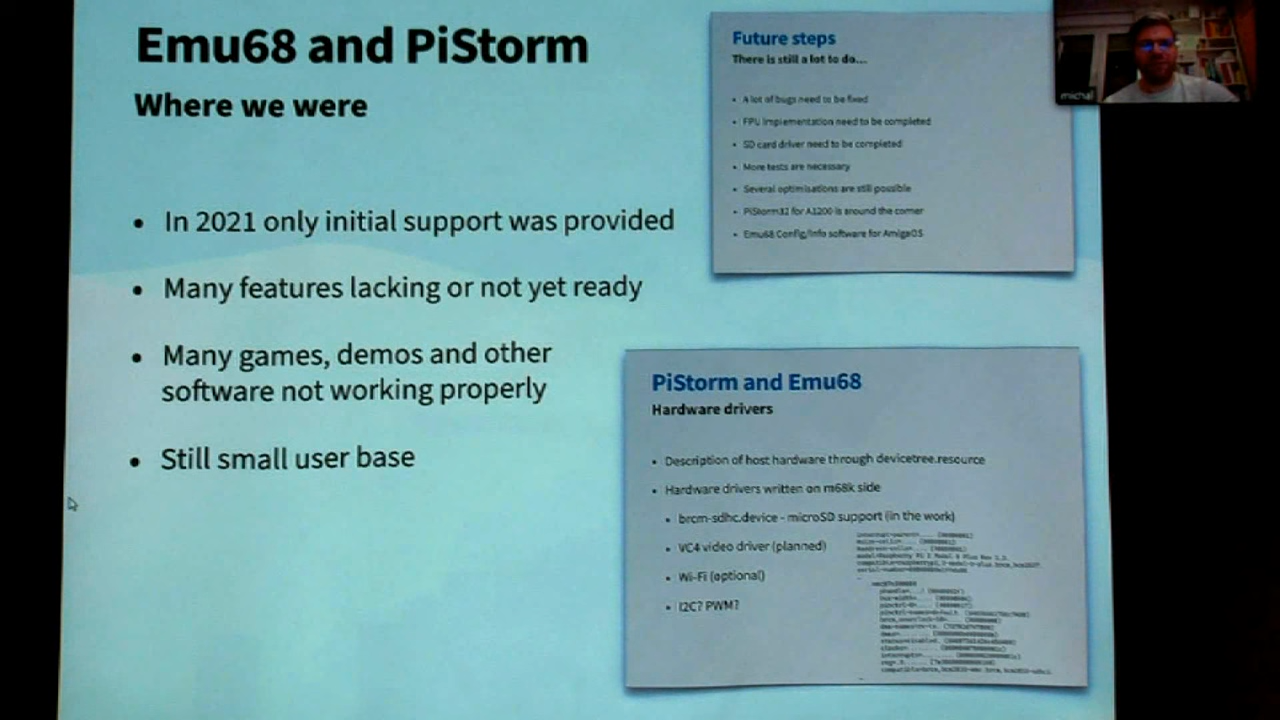 Emu68 and PiStorm
Where we were
• In 2021 only initial support was provided
• Many features lacking or not yet ready
• Many games, demos and other
software not working properly
• Still small user base
Future steps
There is still a lot to do...
• A lot of bugs need to be fixed
• FPU implementation need to be completed
• SD card driver need to be completed
• More tests are necessary
• Several optimisations are still possible
• PiStorm32 for A1200 is around the corner
• Emu68 Config/Info software for AmigaOS
michal
PiStorm and Emu68
Hardware drivers
• Description of host hardware through devicetree.resource
• Hardware drivers written on m68k side
• brcm-sdhc.device - microSD support (in the work)
• VC4 video driver (planned)
• Wi-Fi (optional)
• I2C? PWM?